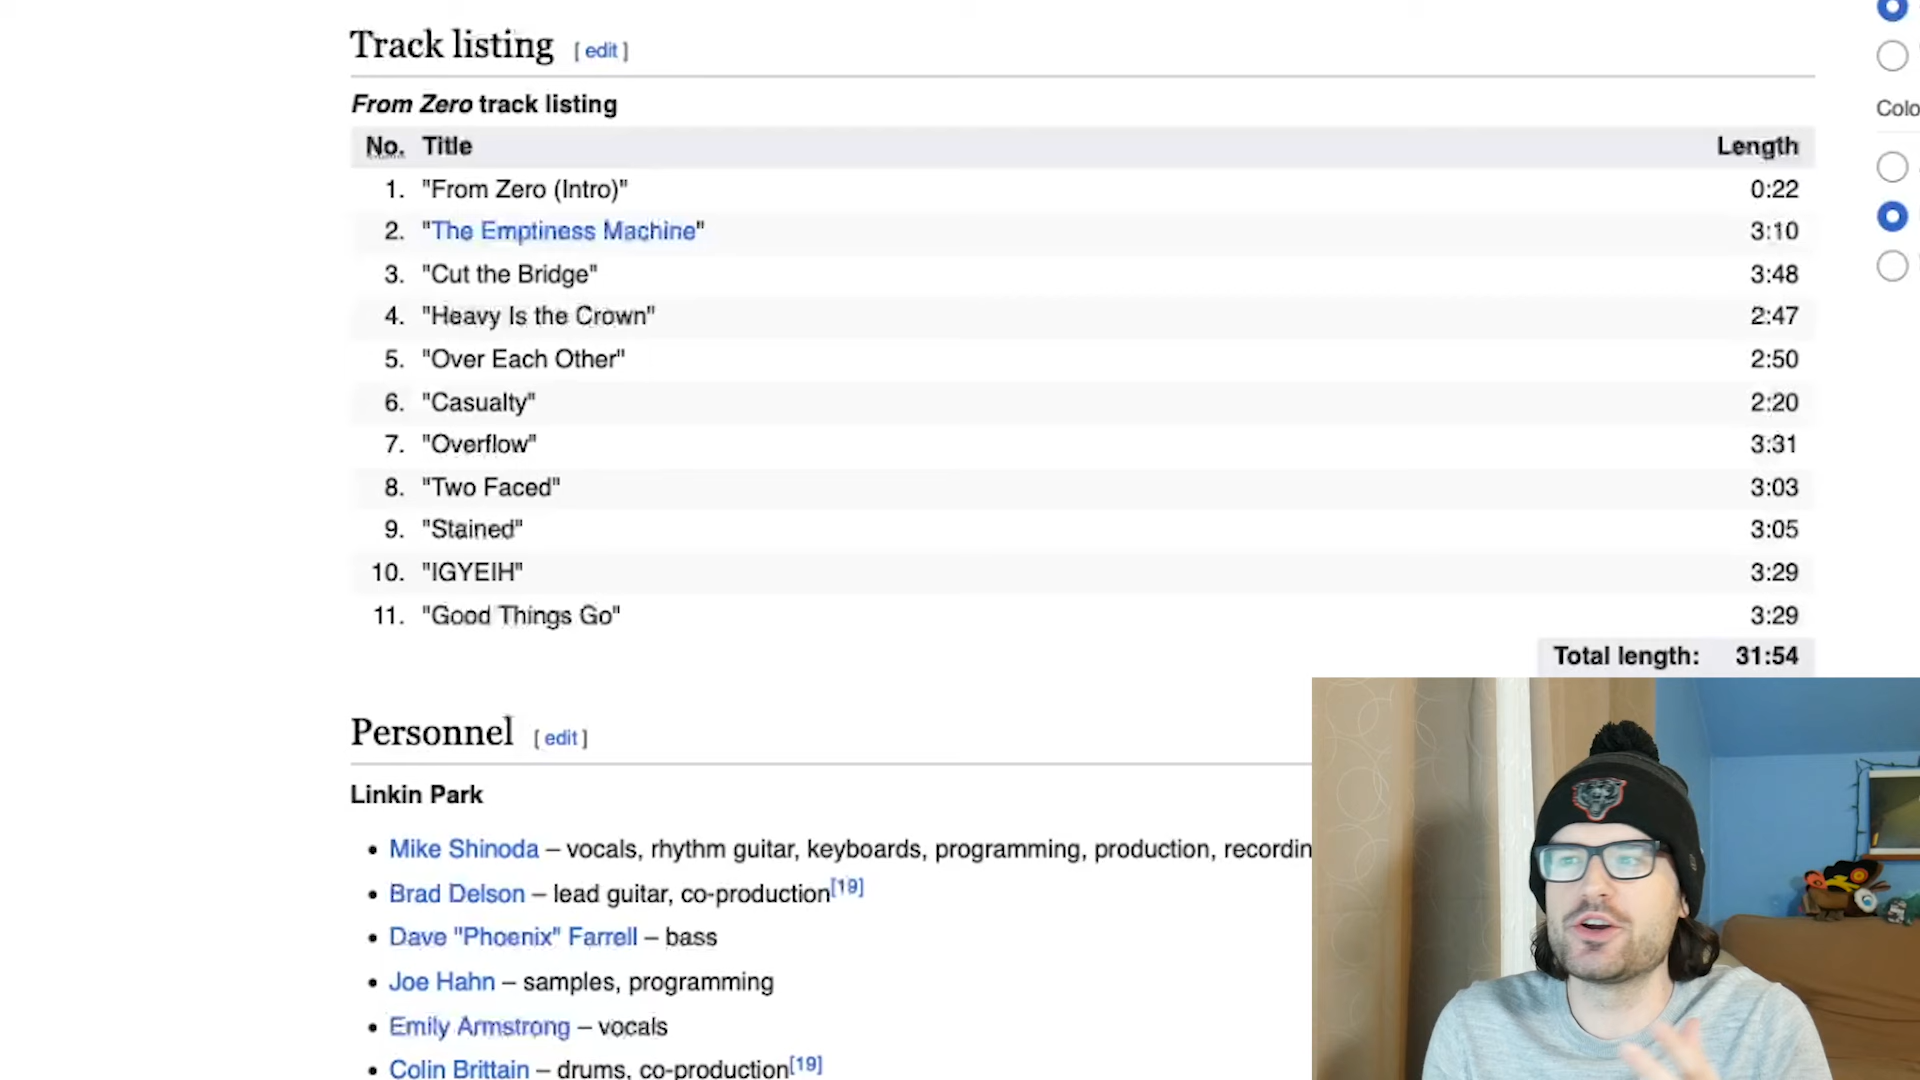 Track listing [ edit ]
From Zero track listing
No. Title Length
1. "From Zero (Intro)" 0:22
2. "The Emptiness Machine" 3:10
3. "Cut the Bridge" 3:48
4. "Heavy Is the Crown" 2:47
5. "Over Each Other" 2:50
6. "Casualty" 2:20
7. "Overflow" 3:31
8. "Two Faced" 3:03
9. "Stained" 3:05
10. "IGYEIH" 3:29
11. "Good Things Go" 3:29
Total length: 31:54
Colo
Personnel [ edit ]
Linkin Park
• Mike Shinoda – vocals, rhythm guitar, keyboards, programming, production, recordin
• Brad Delson – lead guitar, co-production[19]
• Dave "Phoenix" Farrell – bass
• Joe Hahn – samples, programming
• Emily Armstrong – vocals
• Colin Brittain – drums, co-production[19]